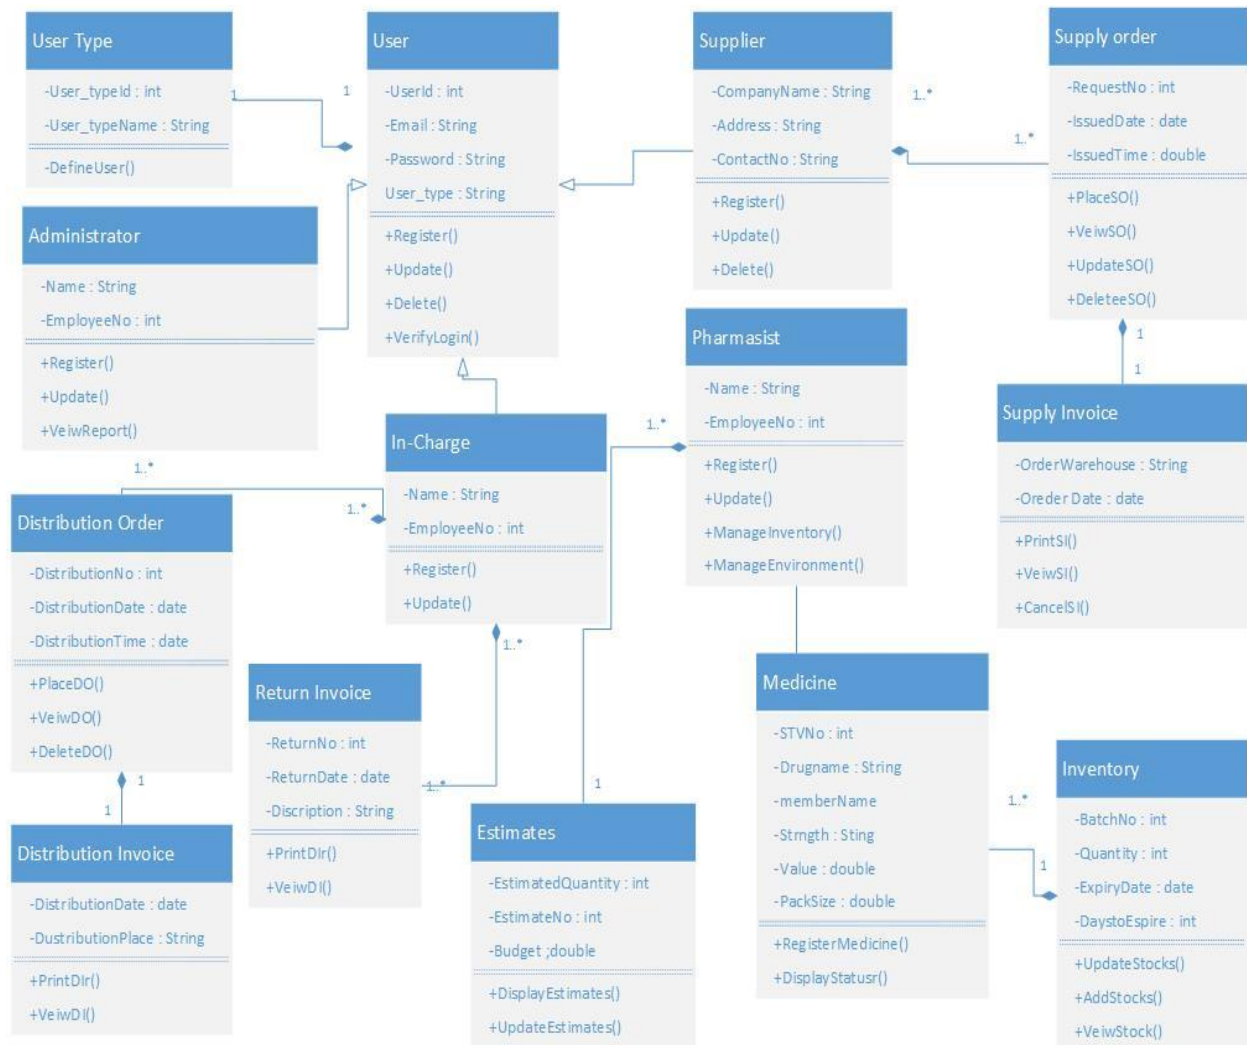 User Type
-User_typeId : int
-User_typeName : String
-DefineUser()
1
1
User
-UserId : int
-Email : String
-Password : String
User_type : String
+Register()
+Update()
+Delete()
+VerifyLogin()
Supplier
-CompanyName : String
-Address : String
-ContactNo : String
+Register()
+Update()
+Delete()
1..*
1..*
Supply order
-RequestNo : int
-IssuedDate : date
-IssuedTime : double
+PlaceSO()
+VeiwSO()
+UpdateSO()
+DeleteeSO()
1
1
Administrator
-Name : String
-EmployeeNo : int
+Register()
+Update()
+VeiwReport()
Pharmasist
-Name : String
-EmployeeNo : int
+Register()
+Update()
+ManageInventory()
+ManageEnvironment()
1..*
Supply Invoice
-OrderWarehouse : String
-Oreder Date : date
+PrintSI()
+VeiwSI()
+CancelSI()
In-Charge
-Name : String
-EmployeeNo : int
+Register()
+Update()
1..*
1..*
1..*
Distribution Order
-DistributionNo : int
-DistributionDate : date
-DistributionTime : date
+PlaceDO()
+VeiwDO()
+DeleteDO()
1
1
Return Invoice
-ReturnNo : int
-ReturnDate : date
-Discription : String
+PrintDIr()
+VeiwDI()
1..*
1
Medicine
-STVNo : int
-Drugname : String
-memberName
-Strngth : Sting
-Value : double
-PackSize : double
+RegisterMedicine()
+DisplayStatusr()
1..*
1
Inventory
-BatchNo : int
-Quantity : int
-ExpiryDate : date
-DaystoEspire : int
+UpdateStocks()
+AddStocks()
+VeiwStock()
Distribution Invoice
-DistributionDate : date
-DustributionPlace : String
+PrintDIr()
+VeiwDI()
Estimates
-EstimatedQuantity : int
-EstimateNo : int
-Budget ;double
+DisplayEstimates()
+UpdateEstimates()